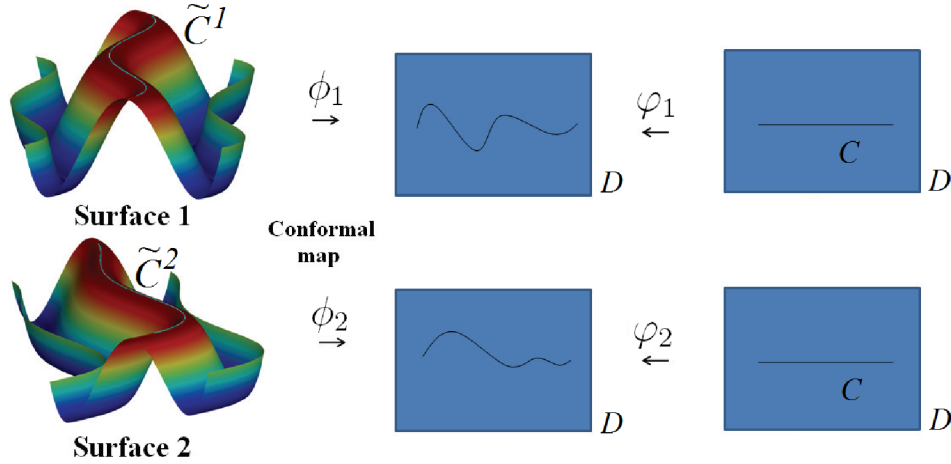 C̃¹
ϕ₁
→
φ₁
←
C
D
D
Surface 1
Conformal
map
C̃²
ϕ₂
→
φ₂
←
C
D
D
Surface 2